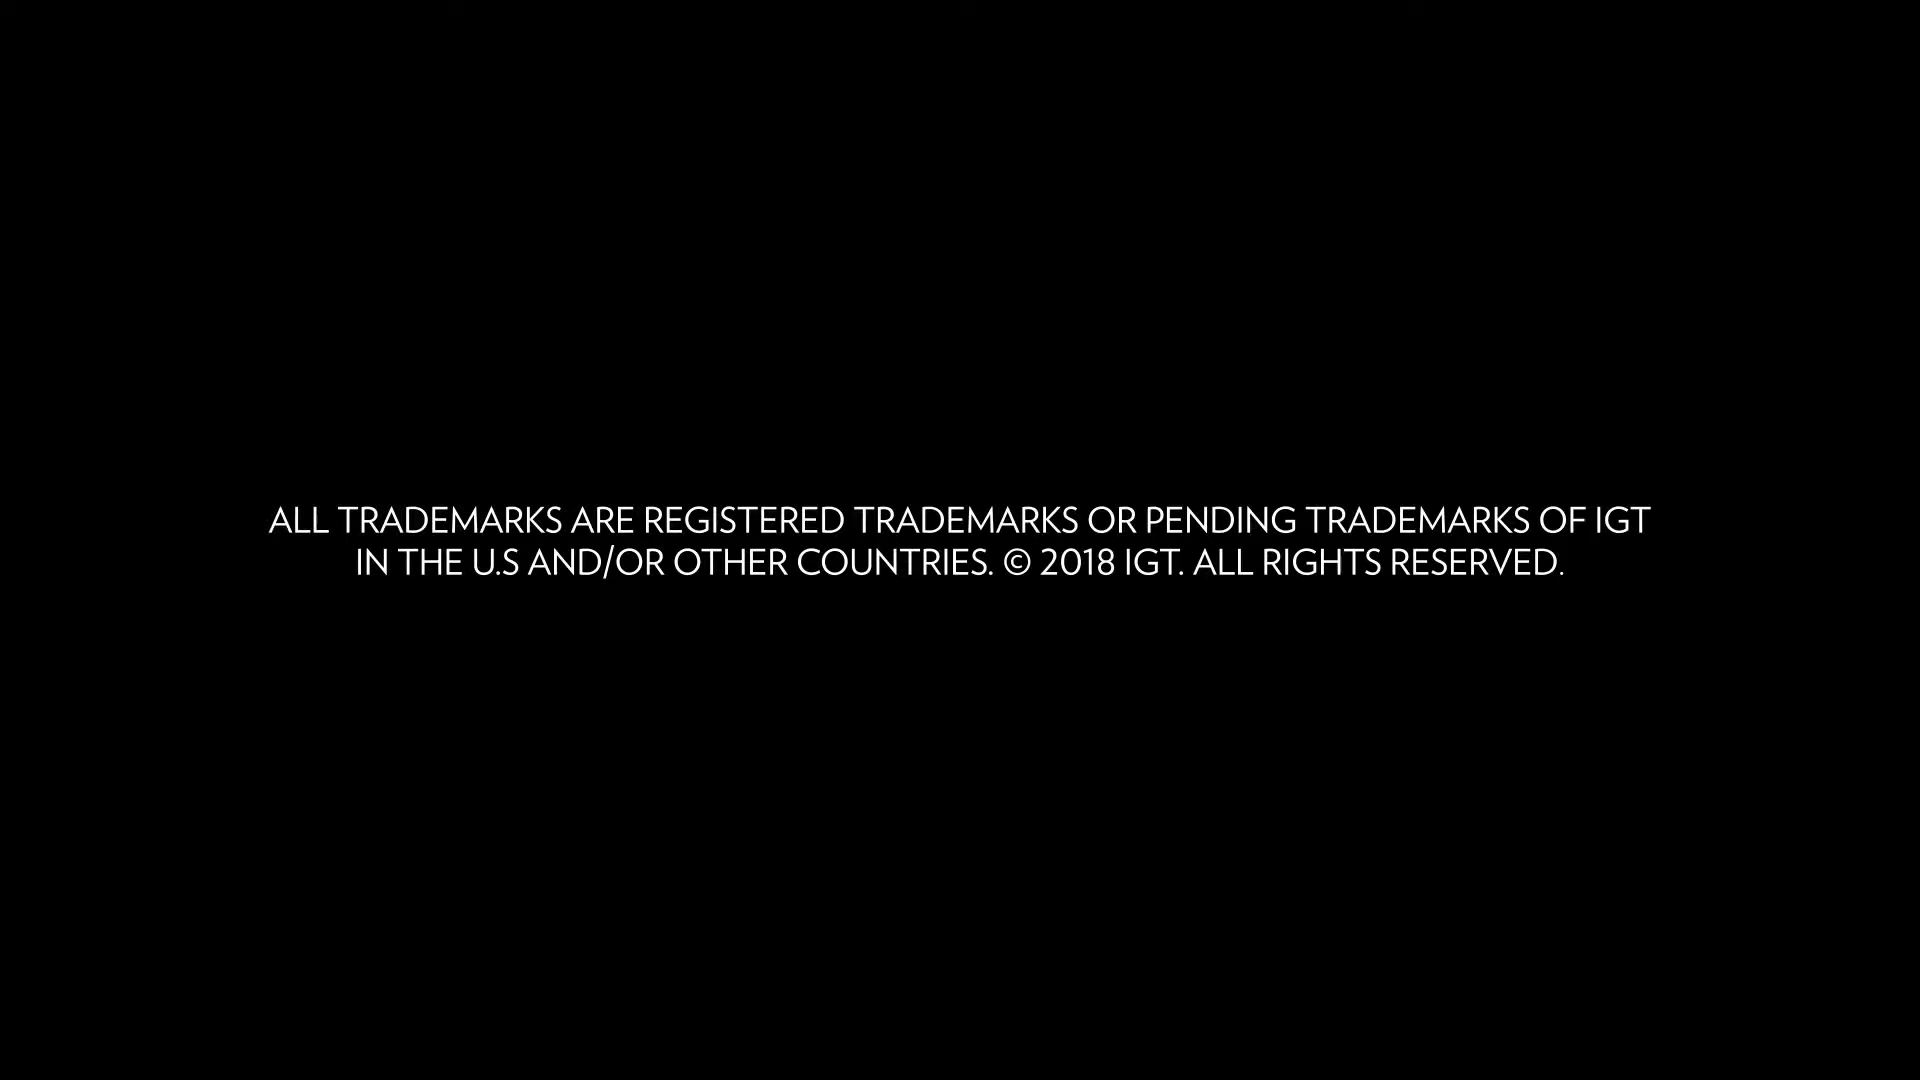 ALL TRADEMARKS ARE REGISTERED TRADEMARKS OR PENDING TRADEMARKS OF IGT
IN THE U.S AND/OR OTHER COUNTRIES. © 2018 IGT. ALL RIGHTS RESERVED.